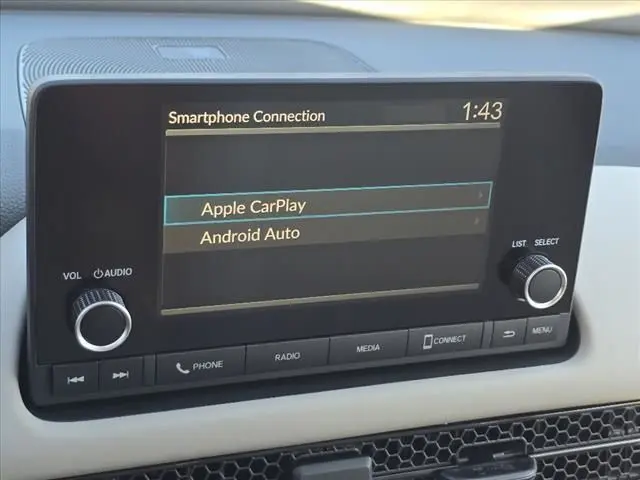 Smartphone Connection 1:43
Apple CarPlay
Android Auto
VOL AUDIO
LIST SELECT
PHONE RADIO MEDIA CONNECT MENU